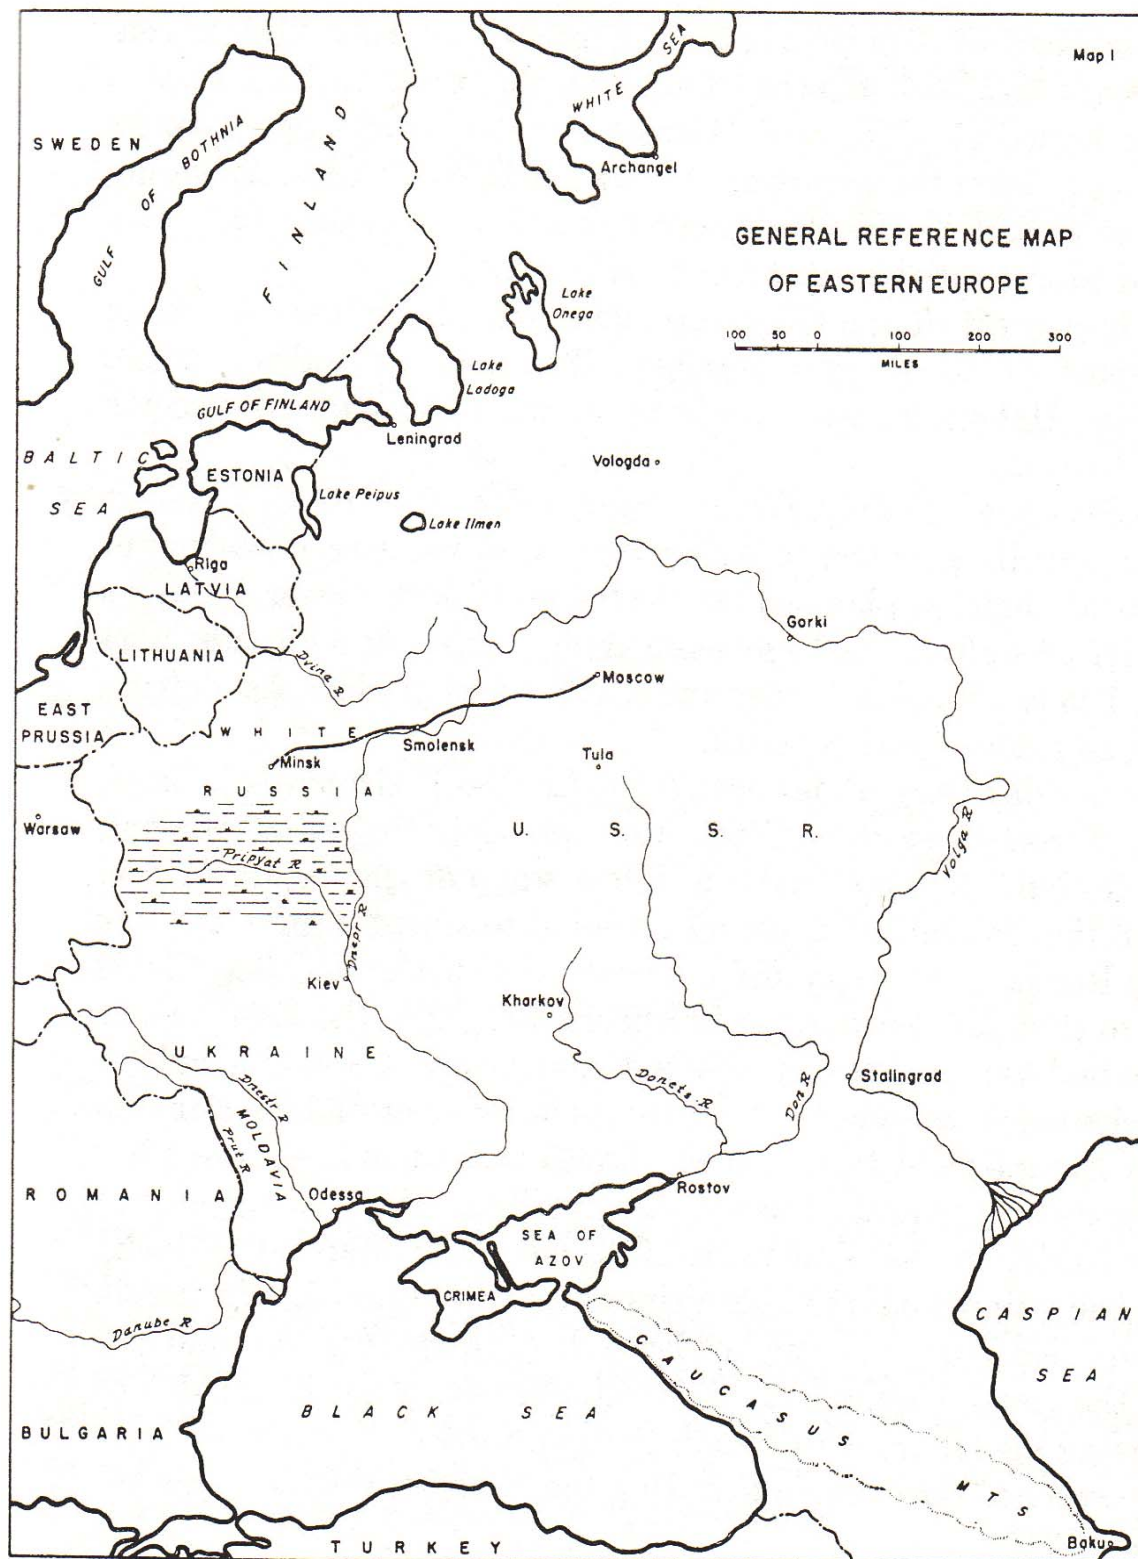 Map 1
SWEDEN
GULF OF BOTHNIA
FINLAND
WHITE SEA
Archangel
GENERAL REFERENCE MAP
OF EASTERN EUROPE
100 50 0 100 200 300
MILES
Lake
Onega
Lake
Ladoga
GULF OF FINLAND
Leningrad
BALTIC
SEA
ESTONIA
Vologda
Lake Peipus
Lake Ilmen
Riga
LATVIA
Gorki
LITHUANIA
Dvina R
Moscow
EAST
PRUSSIA
WHITE
Smolensk
Minsk
Tula
RUSSIA
Warsaw
U. S. S. R.
Volga R
Pripyat R
Dnepr R
Kiev
Kharkov
UKRAINE
Dnestr R
Donets R
Don R
Stalingrad
Prut R
MOLDAVIA
ROMANIA
Odessa
Rostov
SEA OF
AZOV
CRIMEA
Danube R
CASPIAN
SEA
CAUCASUS MTS
BLACK SEA
BULGARIA
TURKEY
Baku